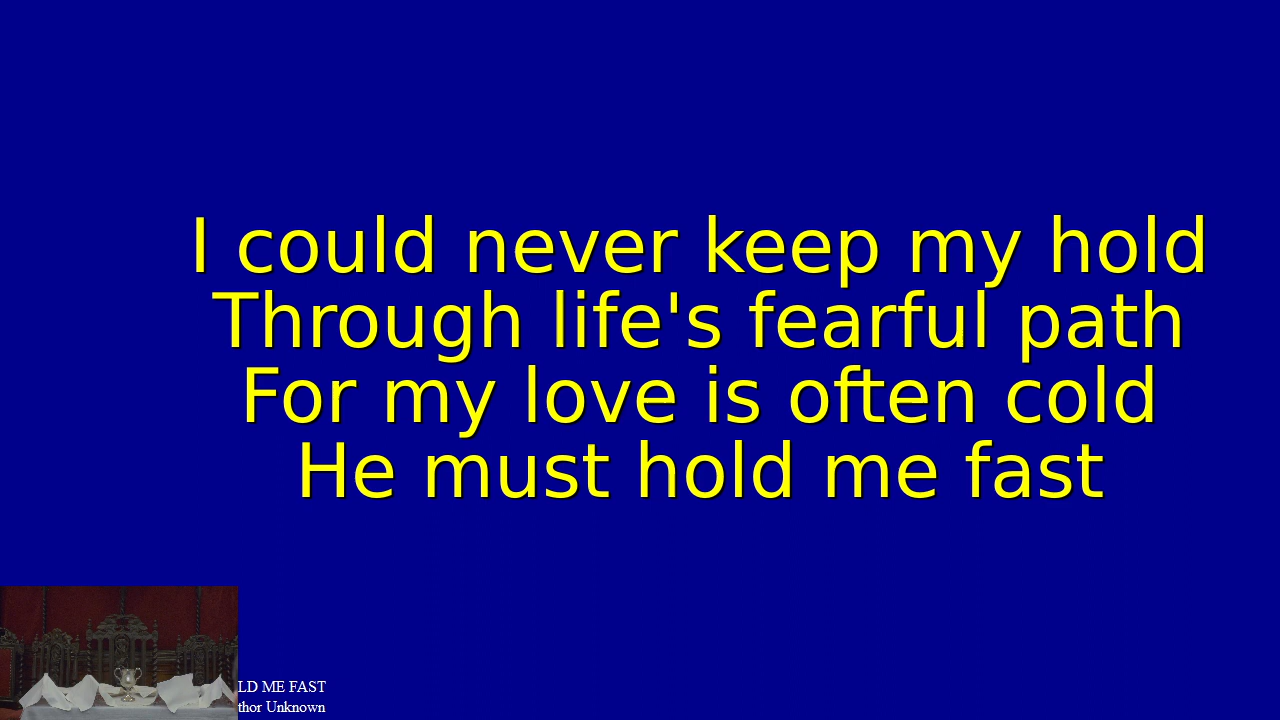 I could never keep my hold
Through life's fearful path
For my love is often cold
He must hold me fast
LD ME FAST
thor Unknown